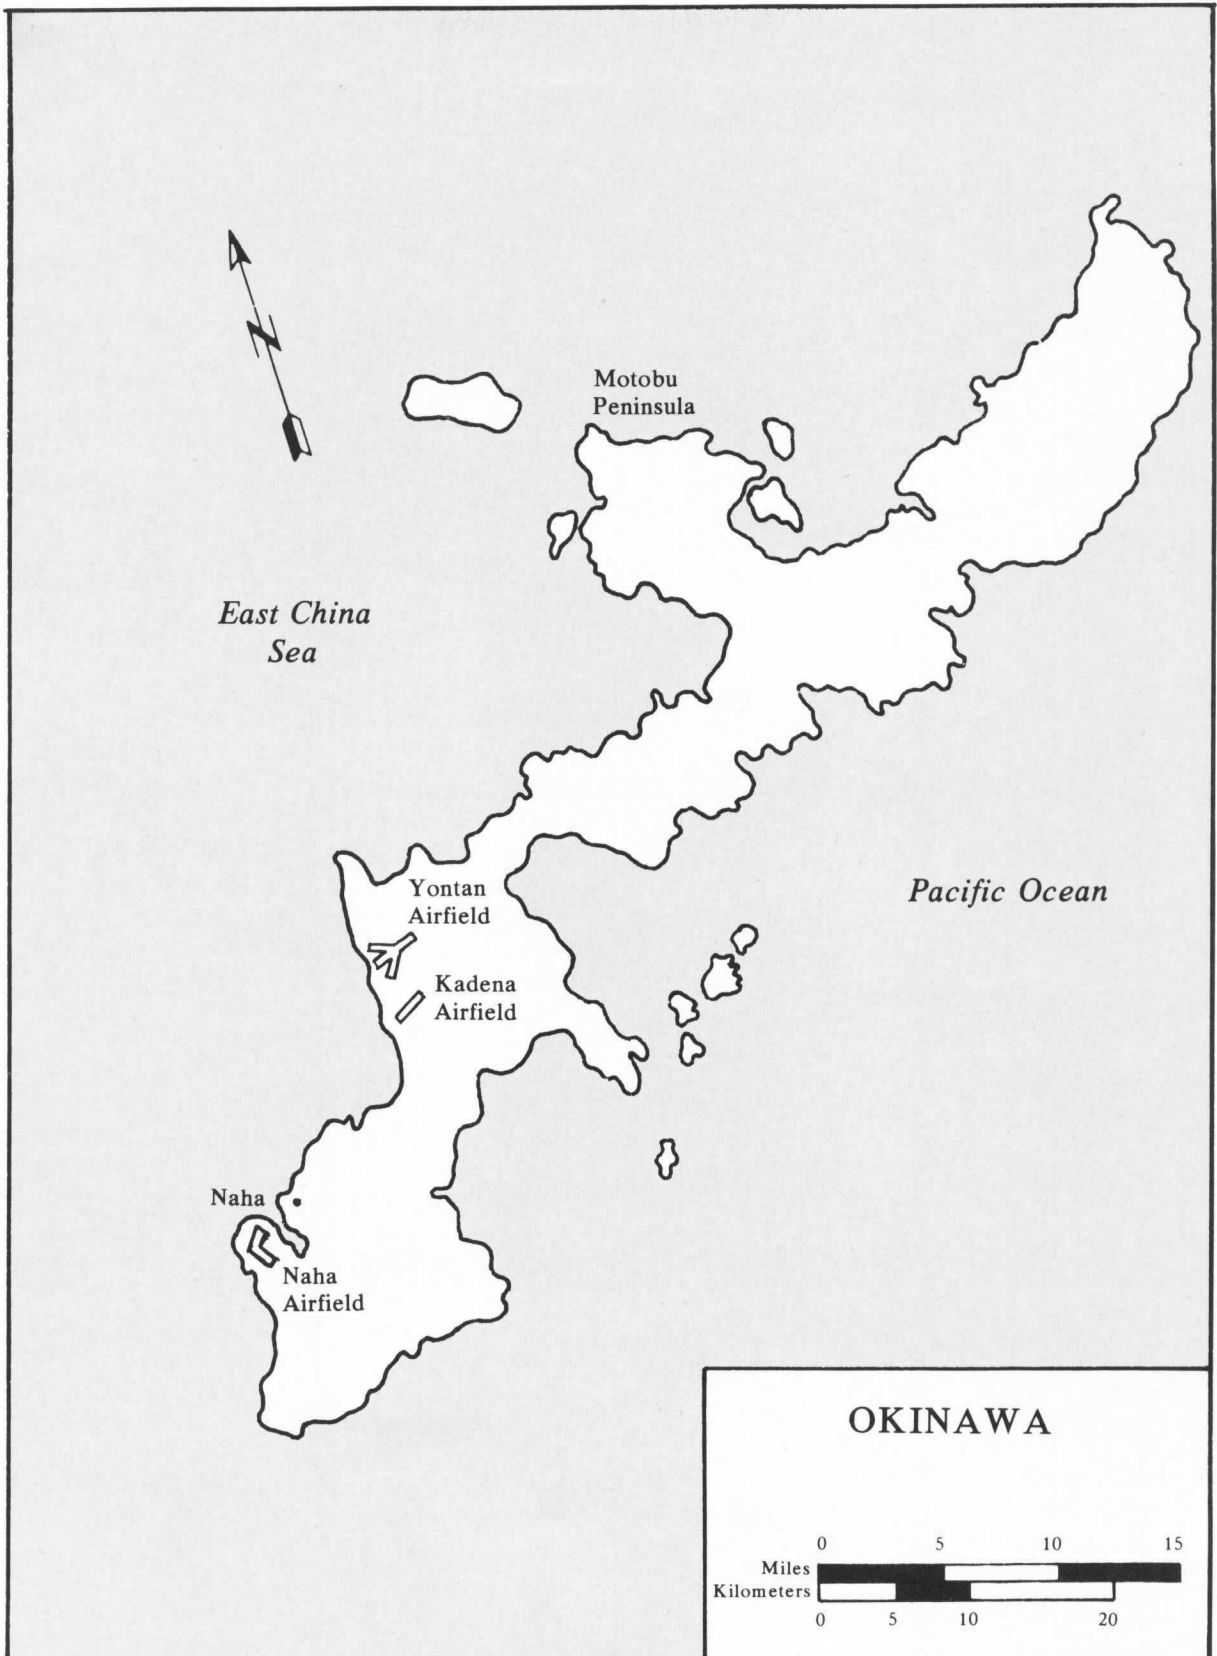 Motobu
Peninsula
N
East China
Sea
Yontan
Airfield
Pacific Ocean
Kadena
Airfield
Naha
Naha
Airfield
OKINAWA
0 5 10 15
Miles
Kilometers
0 5 10 20